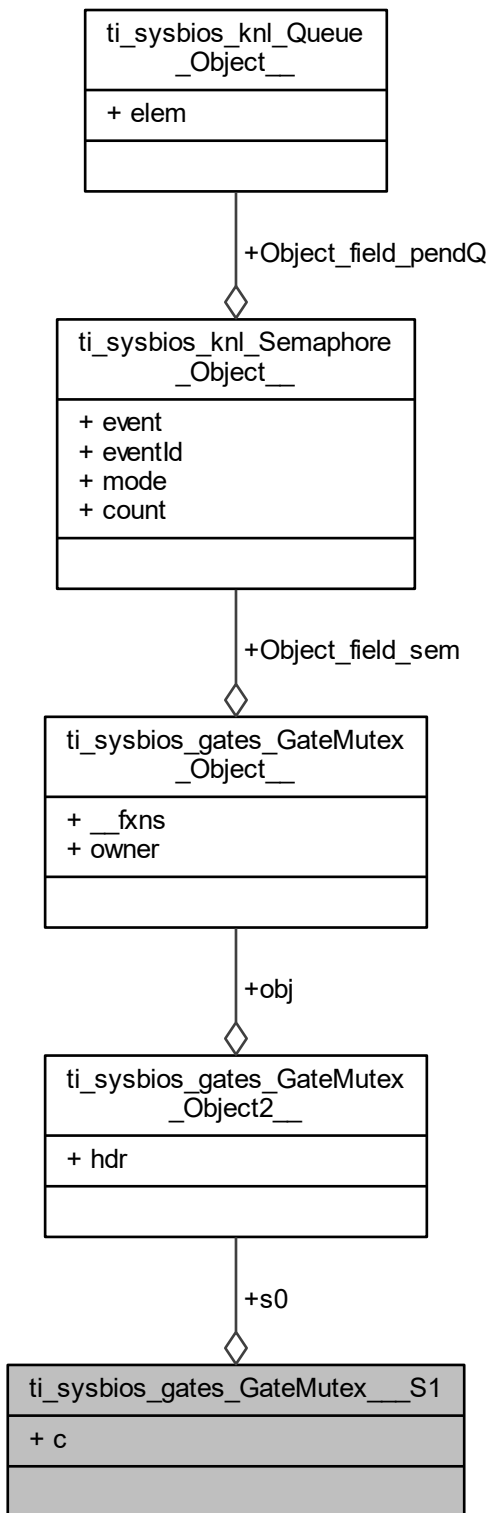 ti_sysbios_knl_Queue
_Object__
+ elem
+Object_field_pendQ
ti_sysbios_knl_Semaphore
_Object__
+ event
+ eventId
+ mode
+ count
+Object_field_sem
ti_sysbios_gates_GateMutex
_Object__
+ __fxns
+ owner
+obj
ti_sysbios_gates_GateMutex
_Object2__
+ hdr
+s0
ti_sysbios_gates_GateMutex___S1
+ c